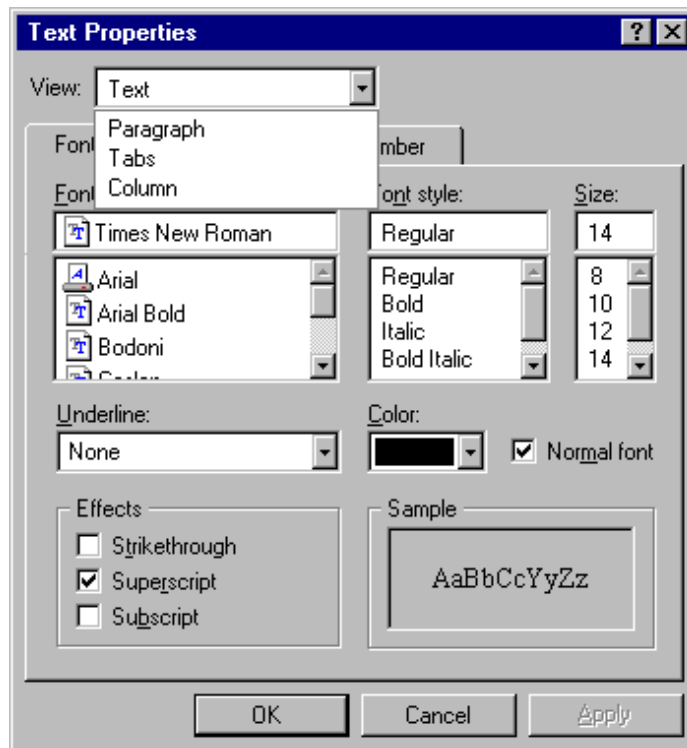 Text Properties
View: Text
Paragraph
Tabs
Column
Font
mber
Font style:
Size:
Times New Roman
Regular
14
Arial
Arial Bold
Bodoni
Regular
Bold
Italic
Bold Italic
8
10
12
14
Underline:
Color:
None
Normal font
Effects
Strikethrough
Superscript
Subscript
Sample
AaBbCcYyZz
OK
Cancel
Apply